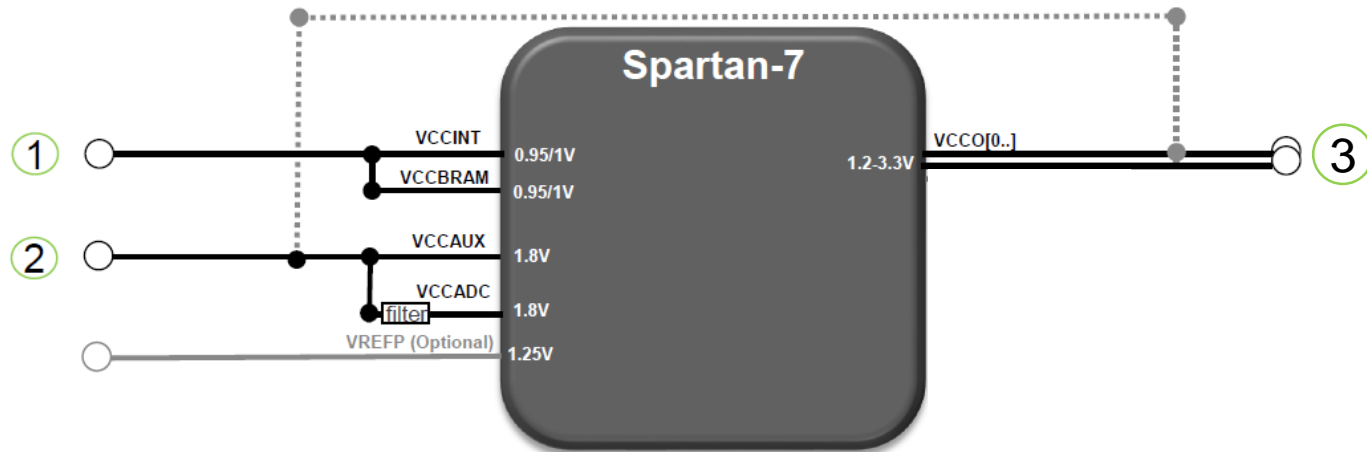 Spartan-7
1
VCCINT
0.95/1V
VCCO[0..]
1.2-3.3V
3
VCCBRAM
0.95/1V
2
VCCAUX
1.8V
VCCADC
filter
1.8V
VREFP (Optional)
1.25V